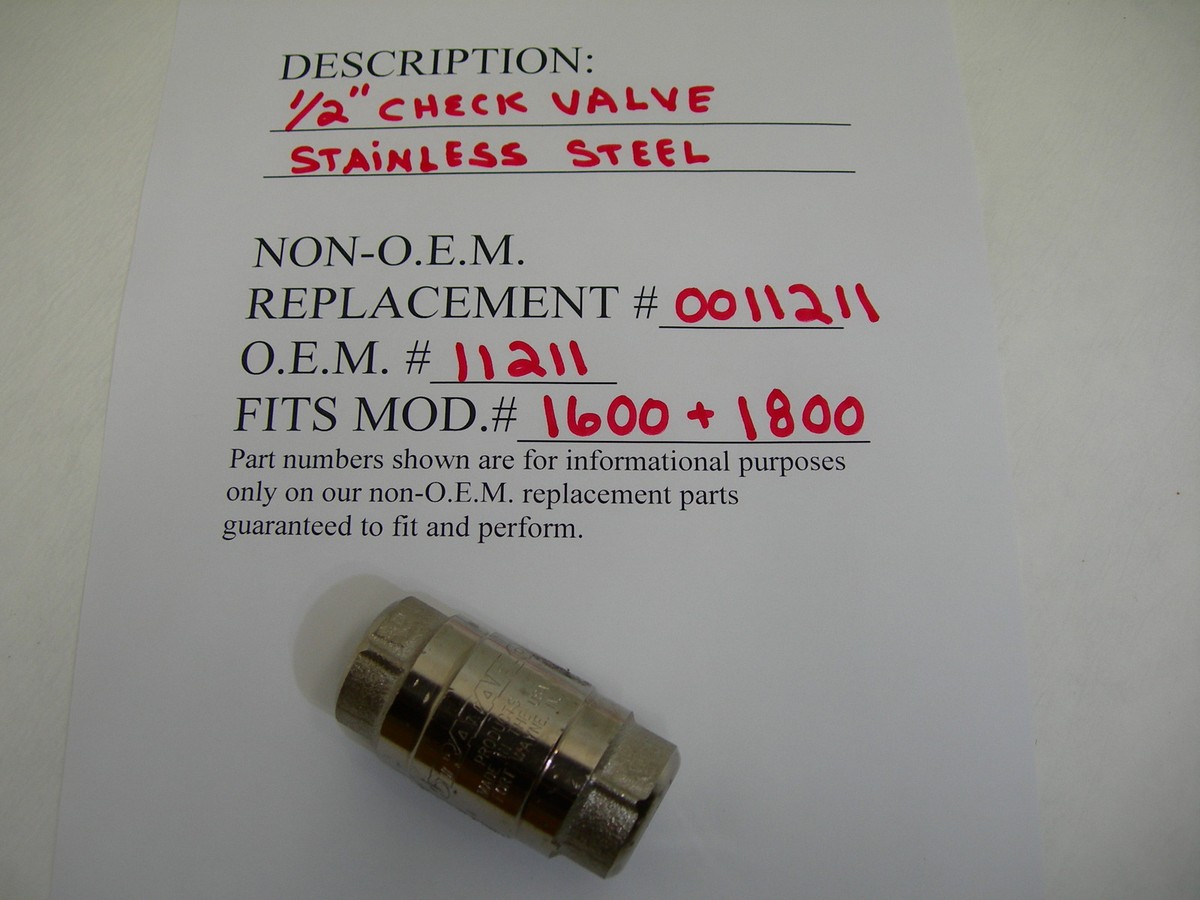 DESCRIPTION:
1/2" CHECK VALVE
STAiNLESS STEEL
NON-O.E.M.
REPLACEMENT # 0011211
O.E.M. # 11211
FITS MOD.# 1600 + 1800
Part numbers shown are for informational purposes
only on our non-O.E.M. replacement parts
guaranteed to fit and perform.